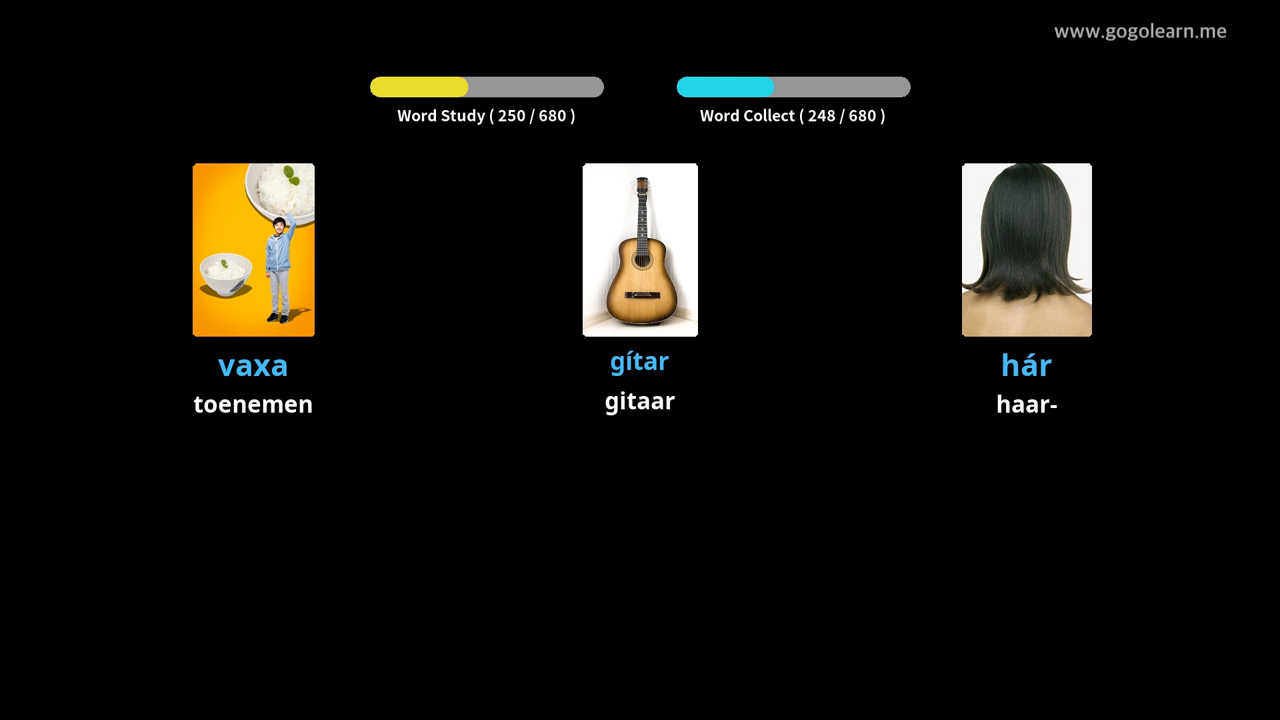 www.gogolearn.me
Word Study ( 250 / 680 )
Word Collect ( 248 / 680 )
vaxa
toenemen
gítar
gitaar
hár
haar-